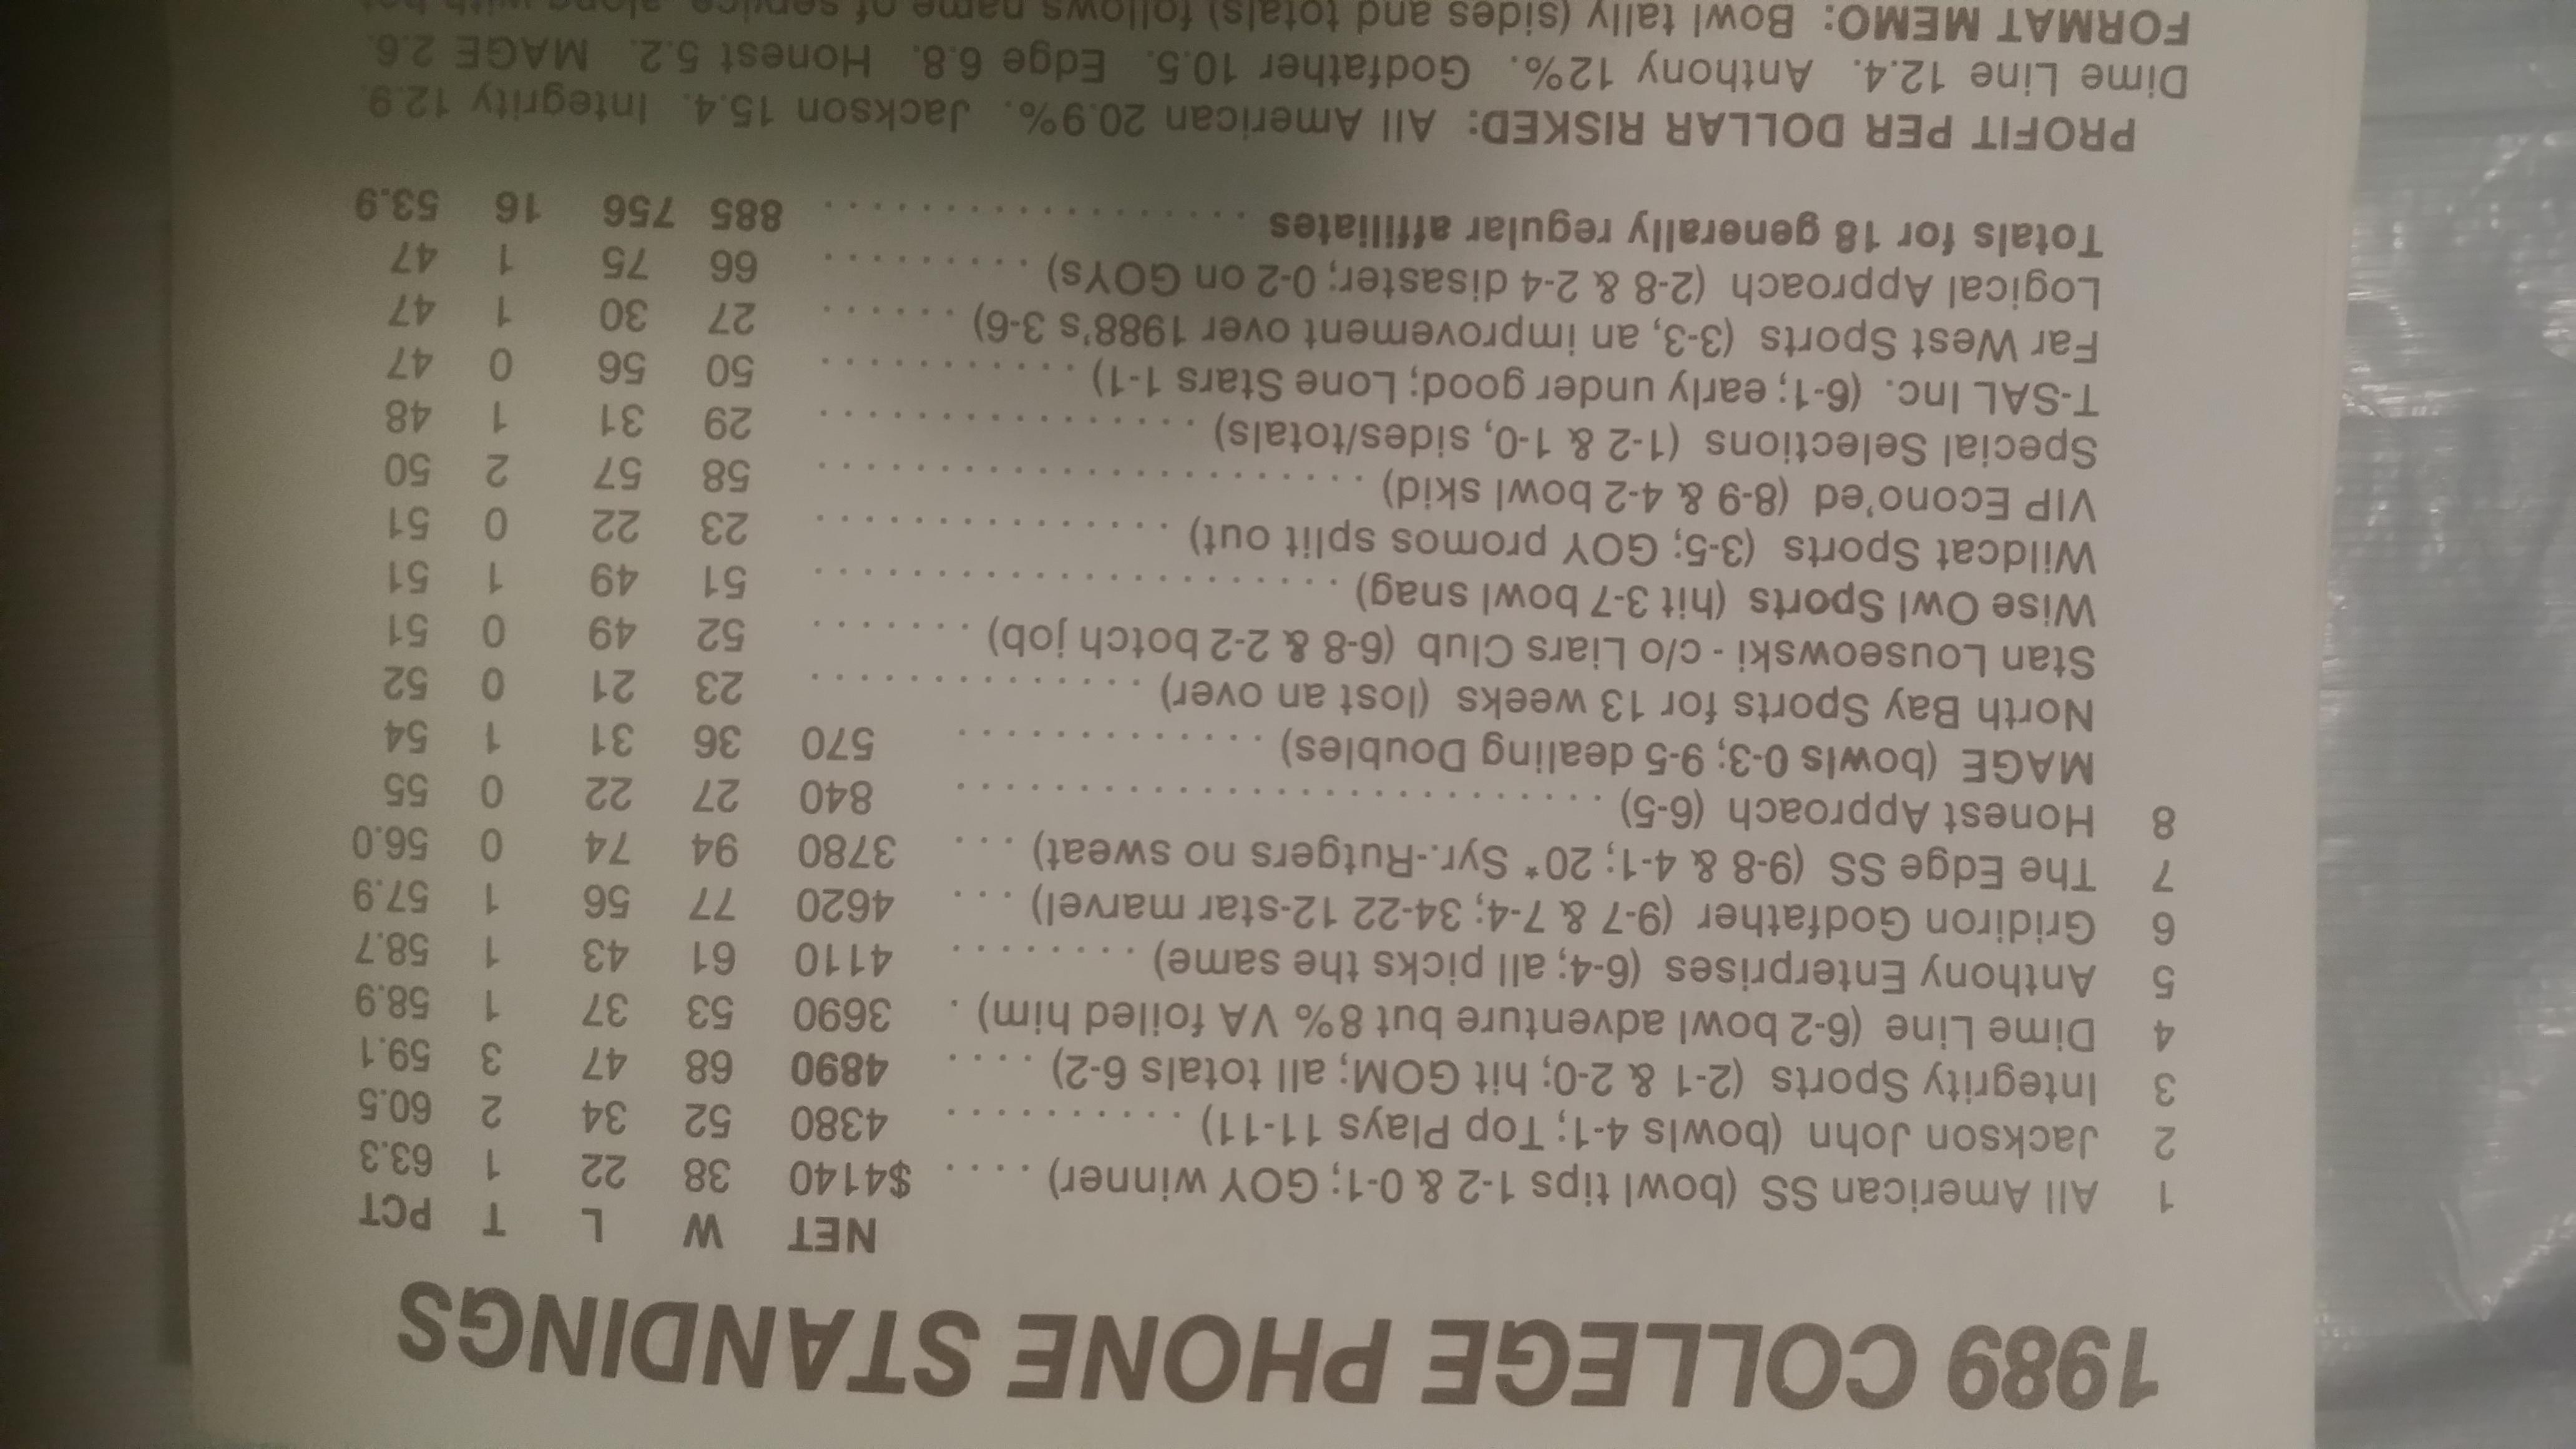 1989 COLLEGE PHONE STANDINGS
NET W L T PCT
1 All American SS (bowl tips 1-2 & 0-1; GOY winner) .... $4140 38 22 1 63.3
2 Jackson John (bowls 4-1; Top Plays 11-11) .......... 4380 52 34 2 60.5
3 Integrity Sports (2-1 & 2-0; hit GOM; all totals 6-2) .... 4890 68 47 3 59.1
4 Dime Line (6-2 bowl adventure but 8% VA foiled him) . 3690 53 37 1 58.9
5 Anthony Enterprises (6-4; all picks the same) ........ 4110 61 43 1 58.7
6 Gridiron Godfather (9-7 & 7-4; 34-22 12-star marvel) ... 4620 77 56 1 57.9
7 The Edge SS (9-8 & 4-1; 20* Syr.-Rutgers no sweat) ... 3780 94 74 0 56.0
8 Honest Approach (6-5) ........................... 840 27 22 0 55
MAGE (bowls 0-3; 9-5 dealing Doubles) .............. 570 36 31 1 54
North Bay Sports for 13 weeks (lost an over) ............... 23 21 0 52
Stan Louseowski - c/o Liars Club (6-8 & 2-2 botch job) ....... 52 49 0 51
Wise Owl Sports (hit 3-7 bowl snag) ....................... 51 49 1 51
Wildcat Sports (3-5; GOY promos split out) ................ 23 22 0 51
VIP Econo'ed (8-9 & 4-2 bowl skid) ........................ 58 57 2 50
Special Selections (1-2 & 1-0, sides/totals) ................ 29 31 1 48
T-SAL Inc. (6-1; early under good; Lone Stars 1-1) ........... 50 56 0 47
Far West Sports (3-3, an improvement over 1988's 3-6) ...... 27 30 1 47
Logical Approach (2-8 & 2-4 disaster; 0-2 on GOYs) ......... 66 75 1 47
Totals for 18 generally regular affiliates .................. 885 756 16 53.9
PROFIT PER DOLLAR RISKED: All American 20.9%. Jackson 15.4. Integrity 12.9.
Dime Line 12.4. Anthony 12%. Godfather 10.5. Edge 6.8. Honest 5.2. MAGE 2.6.
FORMAT MEMO: Bowl tally (sides and totals) follows name of service, along with